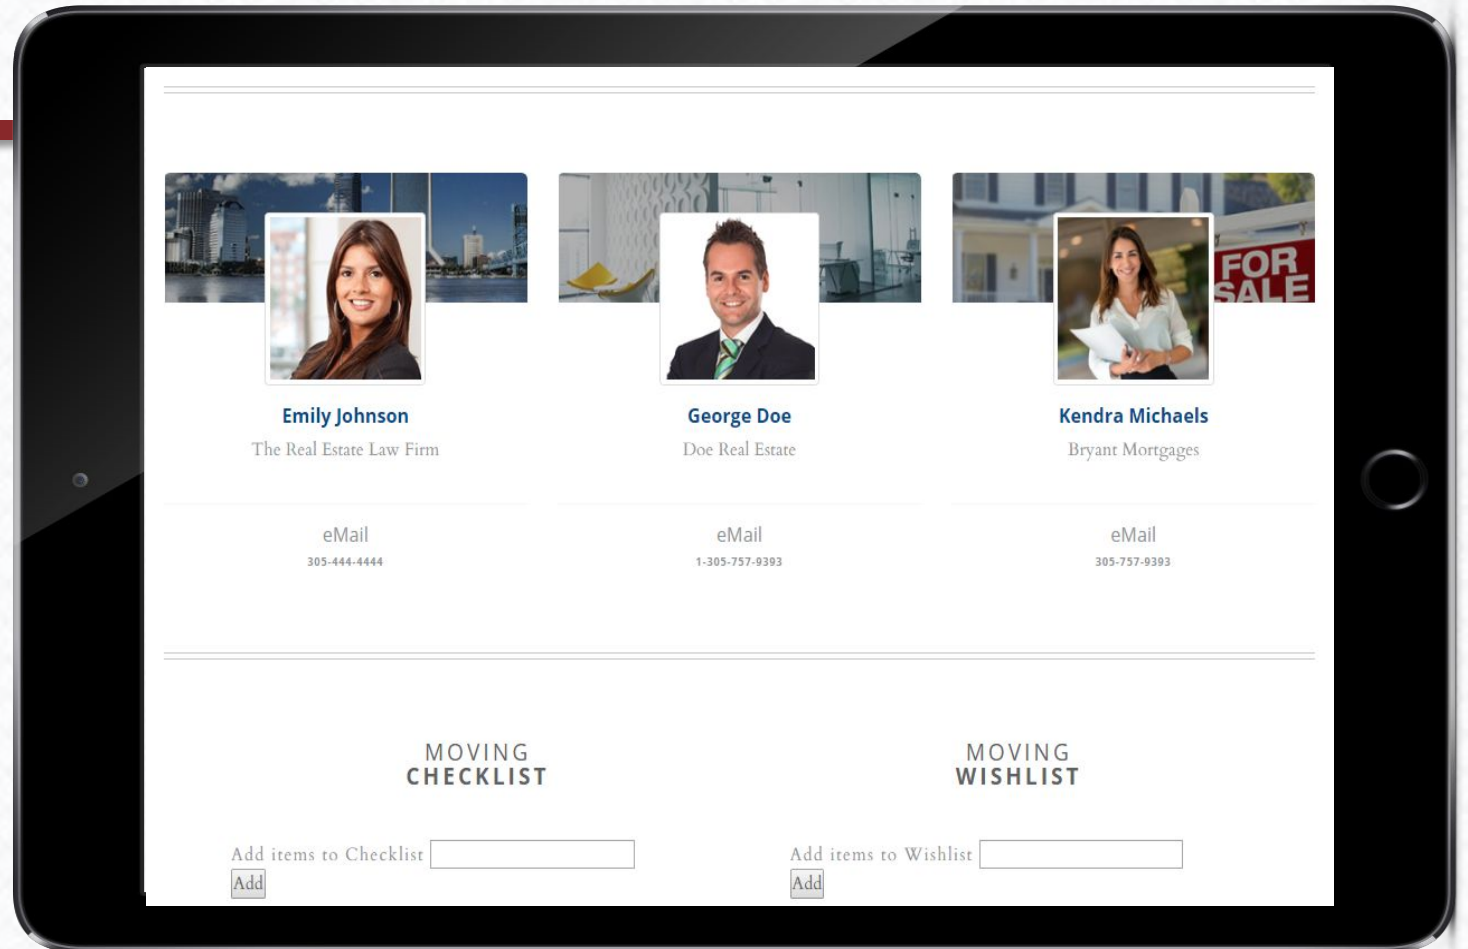 FOR
SALE
Emily Johnson
The Real Estate Law Firm
eMail
305-444-4444
George Doe
Doe Real Estate
eMail
1-305-757-9393
Kendra Michaels
Bryant Mortgages
eMail
305-757-9393
MOVING
CHECKLIST
Add items to Checklist
Add
MOVING
WISHLIST
Add items to Wishlist
Add